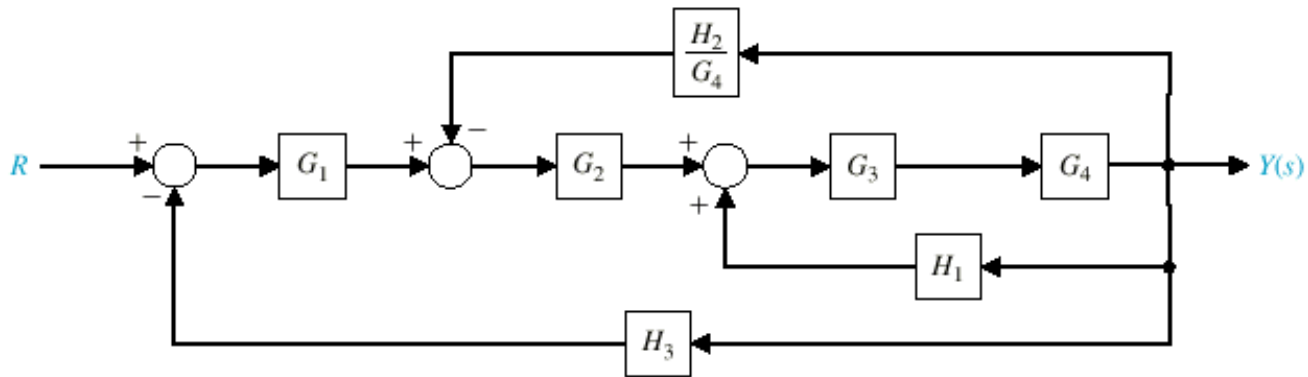 H₂
G₄
R + − G₁ + − G₂ + + G₃ G₄ Y(s)
H₁
H₃